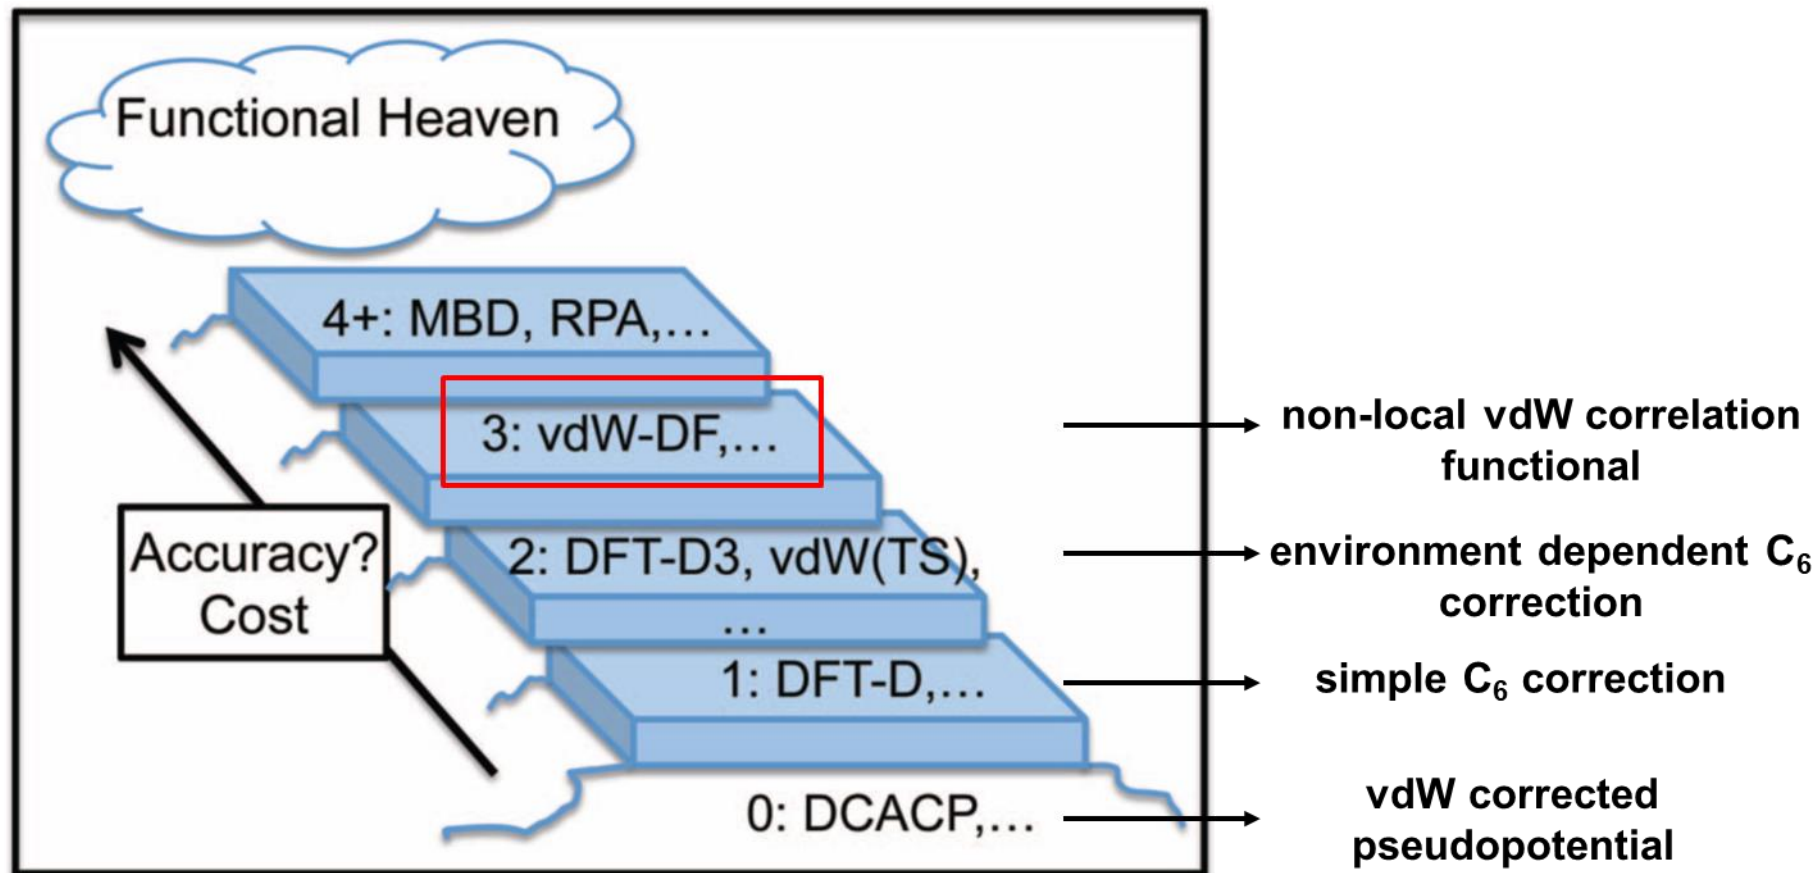 Functional Heaven
4+: MBD, RPA,…
3: vdW-DF,…
non-local vdW correlation
functional
Accuracy?
Cost
2: DFT-D3, vdW(TS),
…
environment dependent C₆
correction
1: DFT-D,…
simple C₆ correction
0: DCACP,…
vdW corrected
pseudopotential